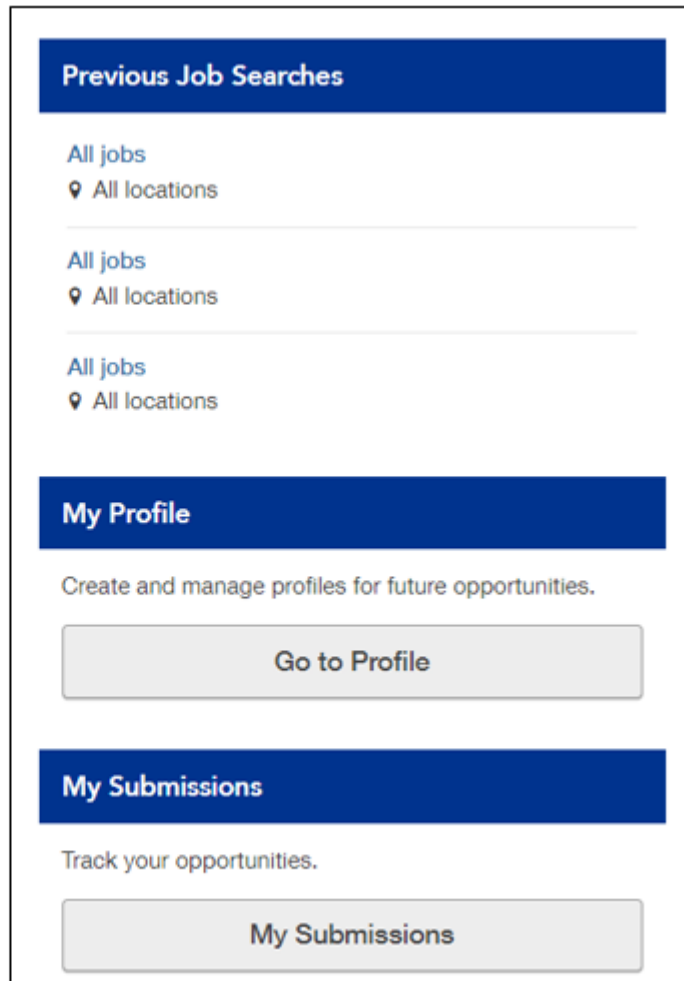 Previous Job Searches
All jobs
All locations
All jobs
All locations
All jobs
All locations
My Profile
Create and manage profiles for future opportunities.
Go to Profile
My Submissions
Track your opportunities.
My Submissions